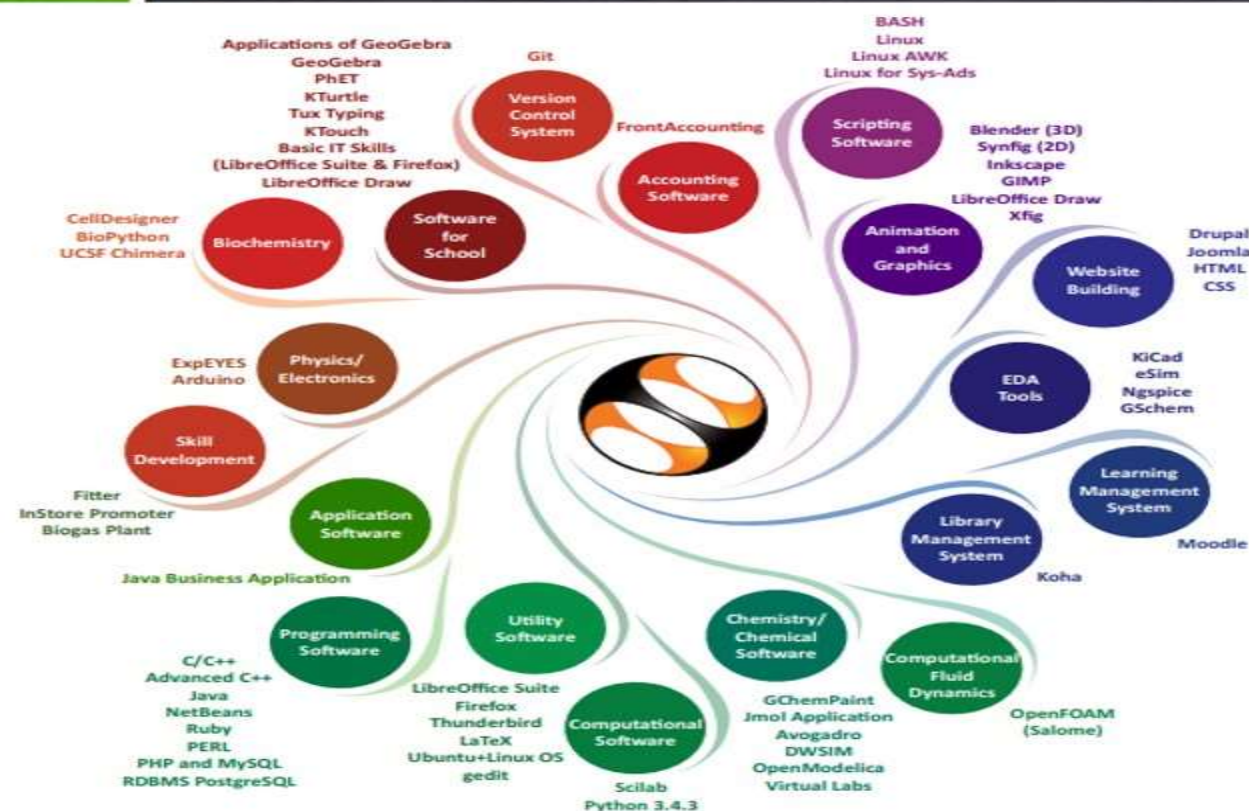 Applications of GeoGebra
GeoGebra
PhET
KTurtle
Tux Typing
KTouch
Basic IT Skills
(LibreOffice Suite & Firefox)
LibreOffice Draw
Software
for
School
Git
Version
Control
System
FrontAccounting
Accounting
Software
BASH
Linux
Linux AWK
Linux for Sys-Ads
Scripting
Software
Blender (3D)
Synfig (2D)
Inkscape
GIMP
LibreOffice Draw
Xfig
Animation
and
Graphics
Drupal
Joomla
HTML
CSS
Website
Building
KiCad
eSim
Ngspice
GSchem
EDA
Tools
Learning
Management
System
Moodle
Library
Management
System
Koha
Computational
Fluid
Dynamics
OpenFOAM
(Salome)
Chemistry/
Chemical
Software
GChemPaint
Jmol Application
Avogadro
DWSIM
OpenModelica
Virtual Labs
Computational
Software
Scilab
Python 3.4.3
Utility
Software
LibreOffice Suite
Firefox
Thunderbird
LaTeX
Ubuntu+Linux OS
gedit
Programming
Software
C/C++
Advanced C++
Java
NetBeans
Ruby
PERL
PHP and MySQL
RDBMS PostgreSQL
Application
Software
Java Business Application
Skill
Development
Fitter
InStore Promoter
Biogas Plant
Physics/
Electronics
ExpEYES
Arduino
Biochemistry
CellDesigner
BioPython
UCSF Chimera